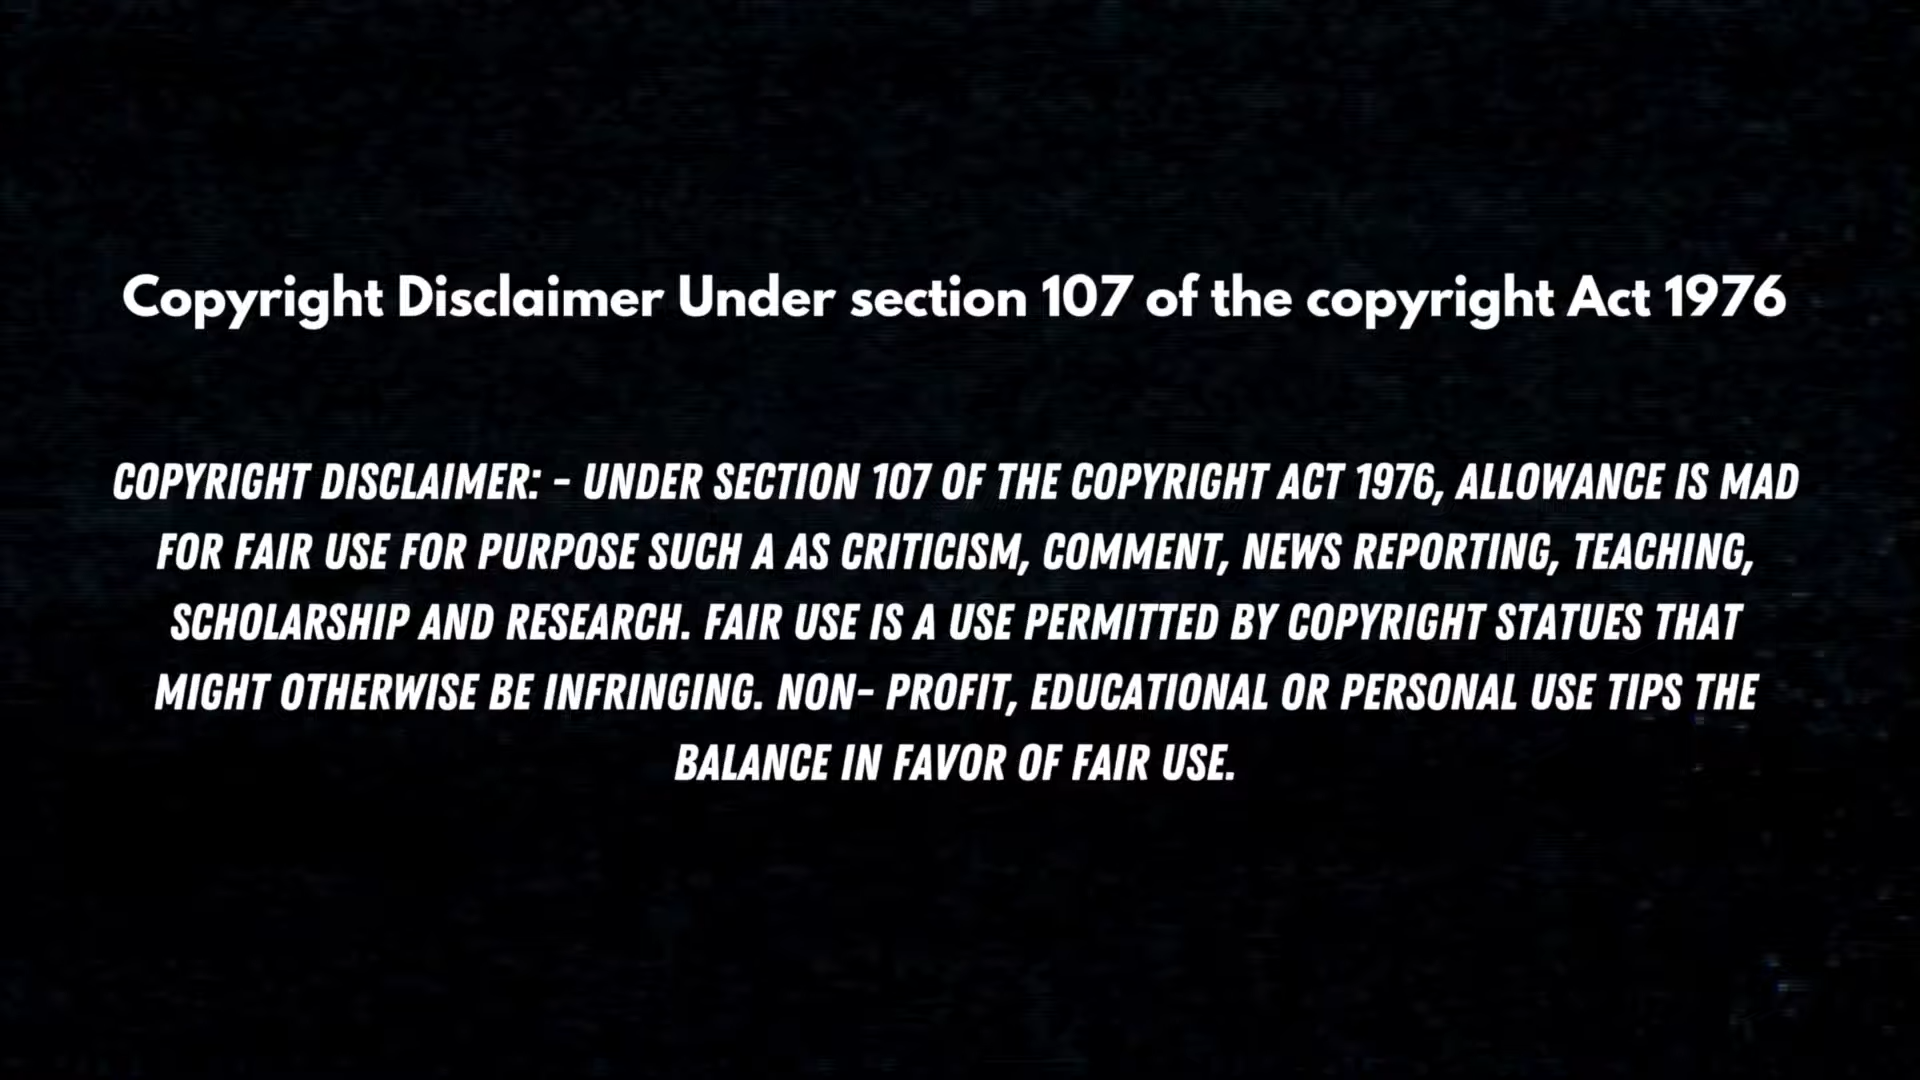 Copyright Disclaimer Under section 107 of the copyright Act 1976
COPYRIGHT DISCLAIMER: - UNDER SECTION 107 OF THE COPYRIGHT ACT 1976, ALLOWANCE IS MAD
FOR FAIR USE FOR PURPOSE SUCH A AS CRITICISM, COMMENT, NEWS REPORTING, TEACHING,
SCHOLARSHIP AND RESEARCH. FAIR USE IS A USE PERMITTED BY COPYRIGHT STATUES THAT
MIGHT OTHERWISE BE INFRINGING. NON- PROFIT, EDUCATIONAL OR PERSONAL USE TIPS THE
BALANCE IN FAVOR OF FAIR USE.